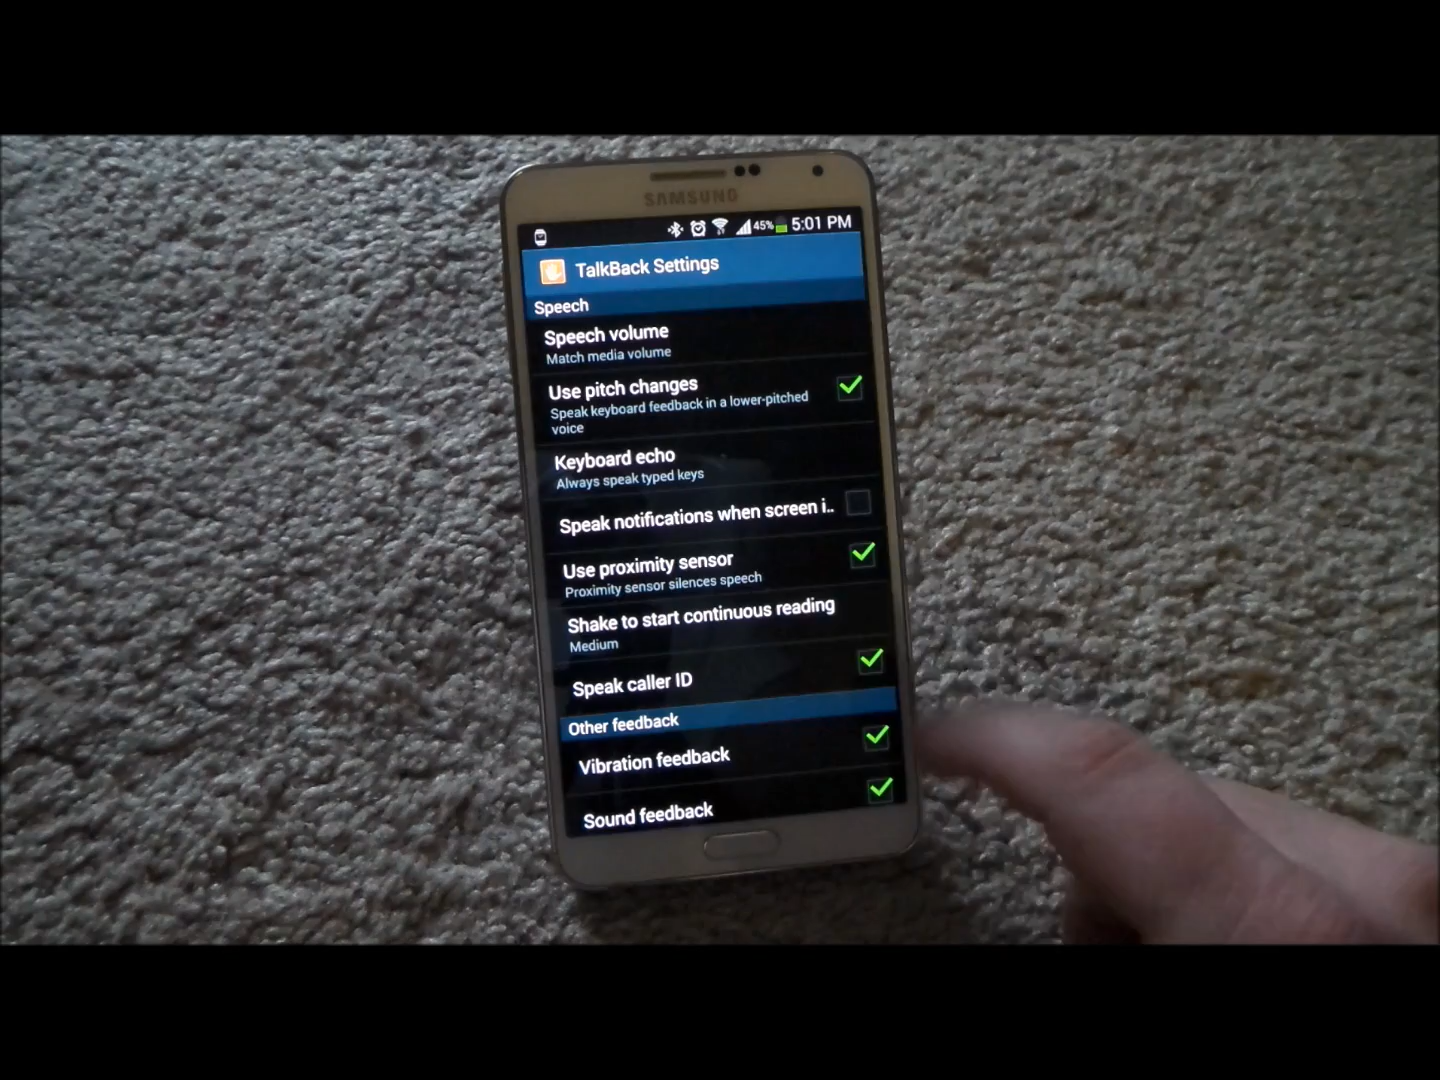 SAMSUNG
45% 5:01 PM
TalkBack Settings
Speech
Speech volume
Match media volume
Use pitch changes
Speak keyboard feedback in a lower-pitched
voice
Keyboard echo
Always speak typed keys
Speak notifications when screen i..
Use proximity sensor
Proximity sensor silences speech
Shake to start continuous reading
Medium
Speak caller ID
Other feedback
Vibration feedback
Sound feedback